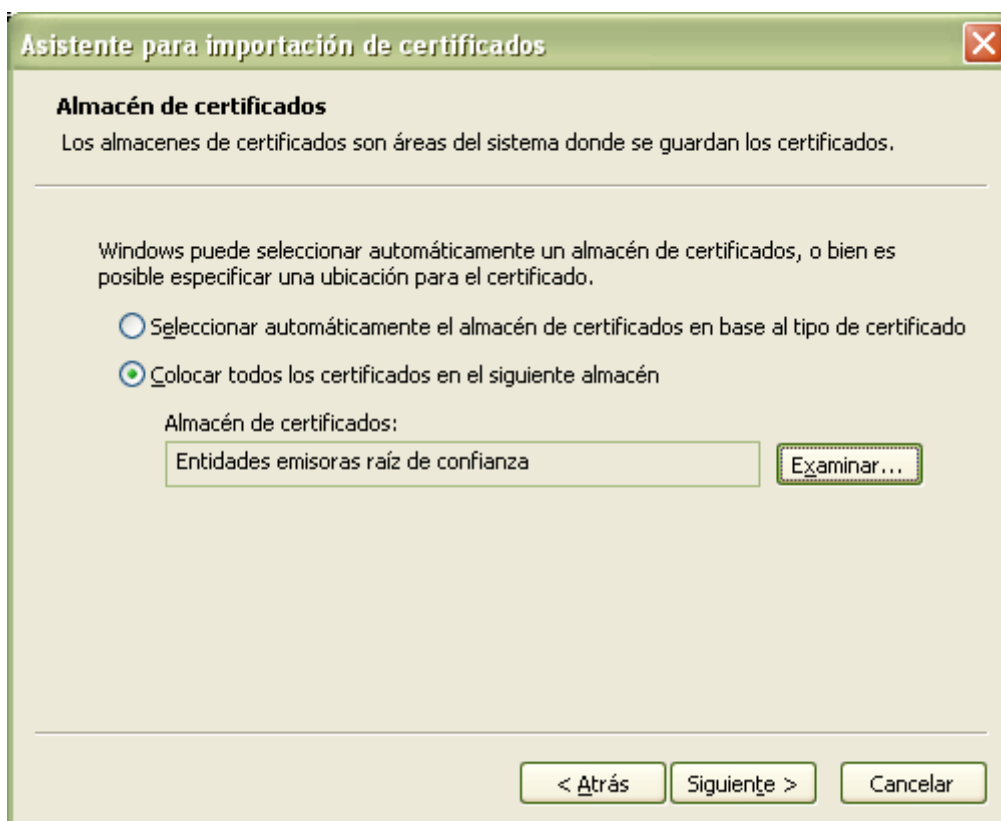 Asistente para importación de certificados
Almacén de certificados
Los almacenes de certificados son áreas del sistema donde se guardan los certificados.
Windows puede seleccionar automáticamente un almacén de certificados, o bien es
posible especificar una ubicación para el certificado.
Seleccionar automáticamente el almacén de certificados en base al tipo de certificado
Colocar todos los certificados en el siguiente almacén
Almacén de certificados:
Entidades emisoras raíz de confianza
Examinar...
< Atrás
Siguiente >
Cancelar